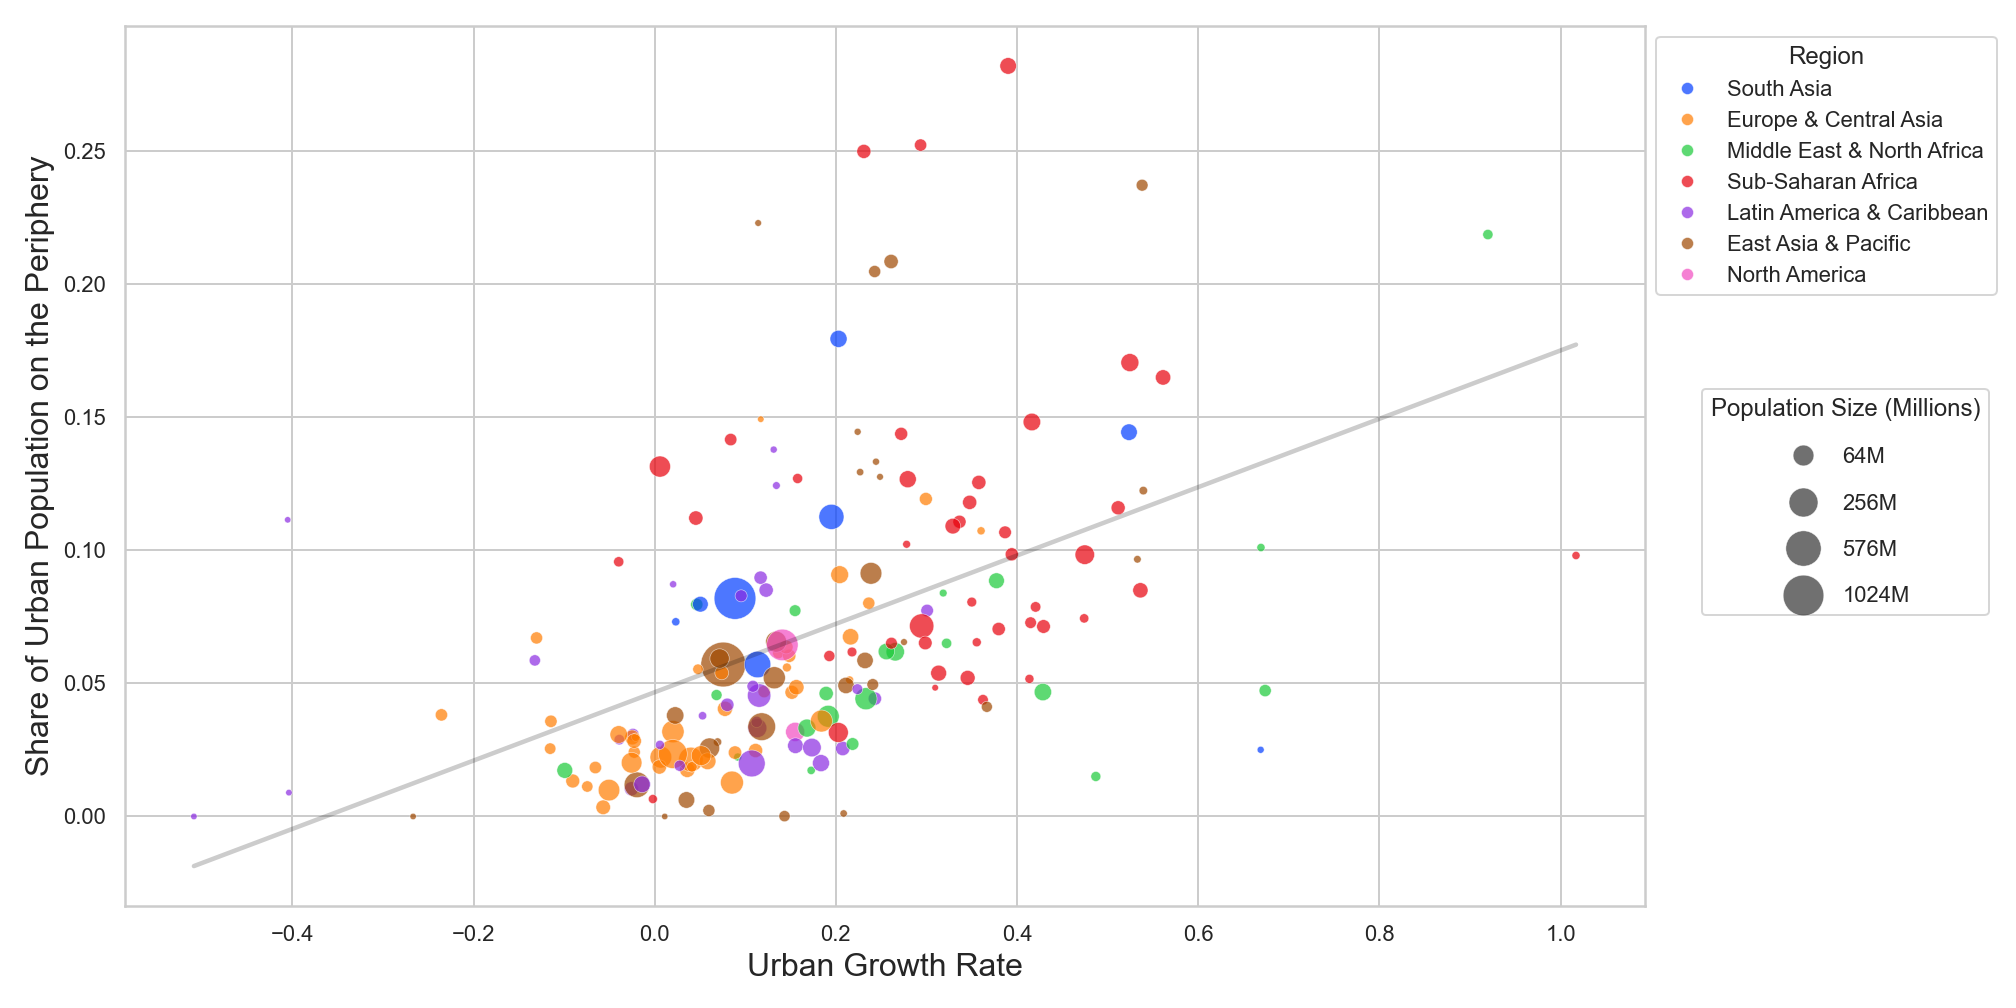 Share of Urban Population on the Periphery
0.25
0.20
0.15
0.10
0.05
0.00
−0.4
−0.2
0.0
0.2
0.4
0.6
0.8
1.0
Urban Growth Rate
Region
South Asia
Europe & Central Asia
Middle East & North Africa
Sub-Saharan Africa
Latin America & Caribbean
East Asia & Pacific
North America
Population Size (Millions)
64M
256M
576M
1024M